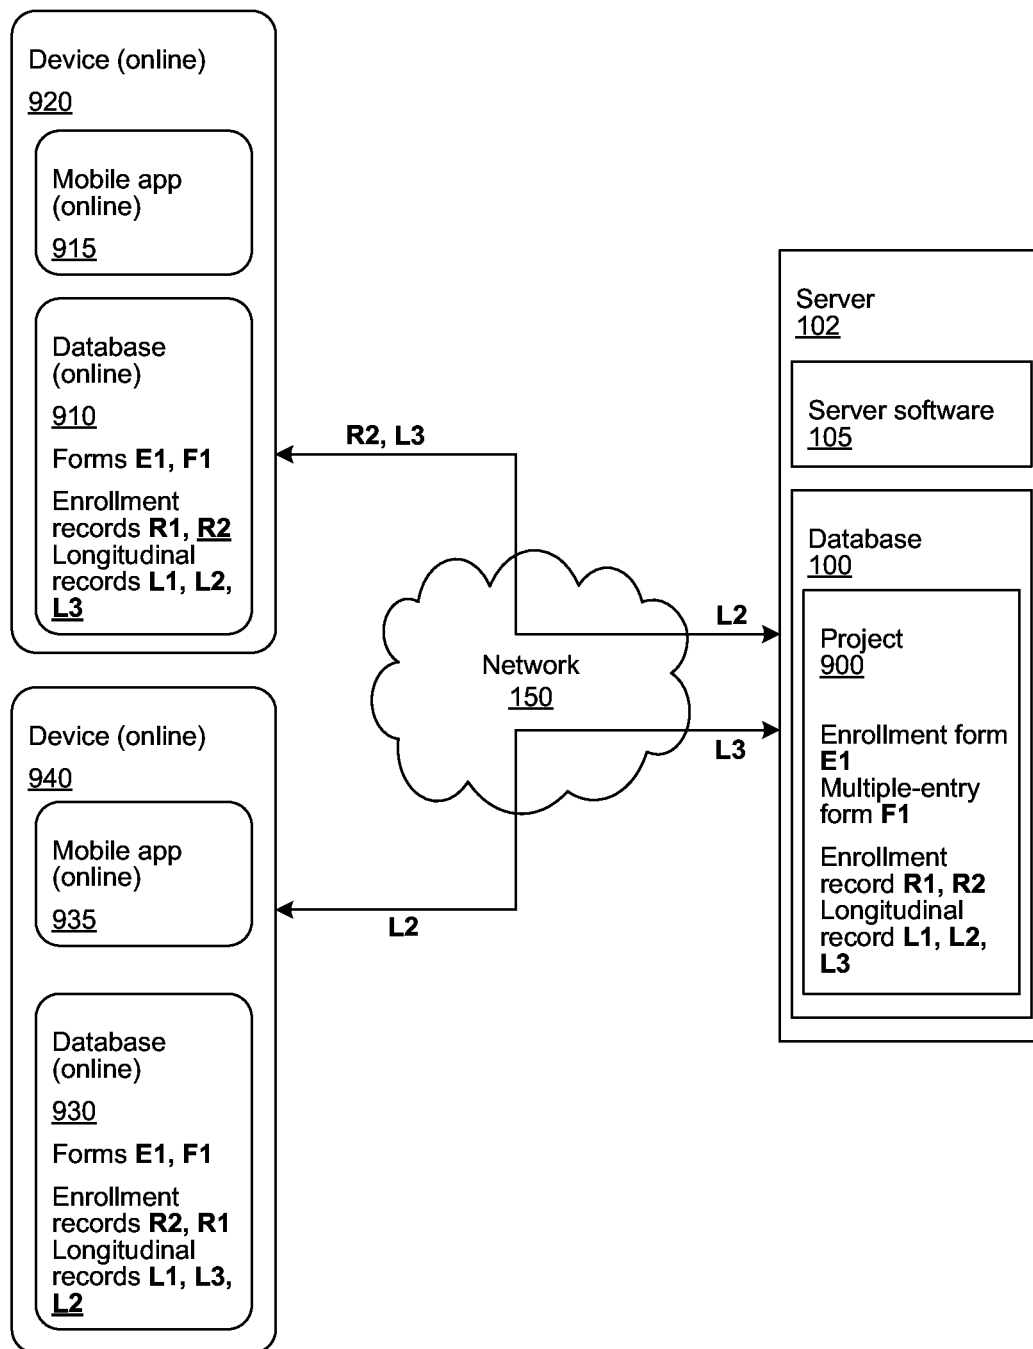 Device (online)
920
Mobile app
(online)
915
Database
(online)
910
Forms E1, F1
Enrollment
records R1, R2
Longitudinal
records L1, L2,
L3
Device (online)
940
Mobile app
(online)
935
Database
(online)
930
Forms E1, F1
Enrollment
records R2, R1
Longitudinal
records L1, L3,
L2
R2, L3
L2
Network
150
L3
L2
Server
102
Server software
105
Database
100
Project
900
Enrollment form
E1
Multiple-entry
form F1
Enrollment
record R1, R2
Longitudinal
record L1, L2,
L3